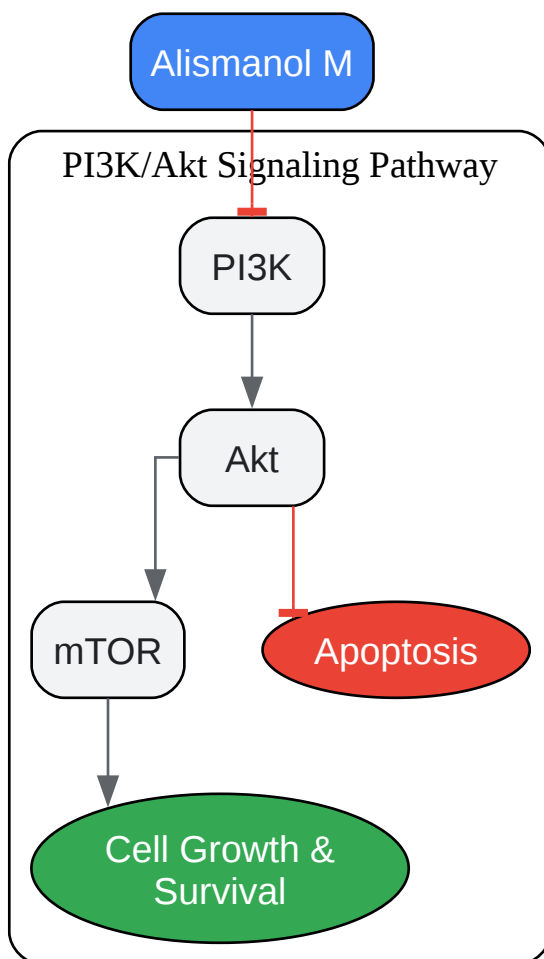 Alismanol M
PI3K/Akt Signaling Pathway
PI3K
Akt
mTOR
Apoptosis
Cell Growth &
Survival